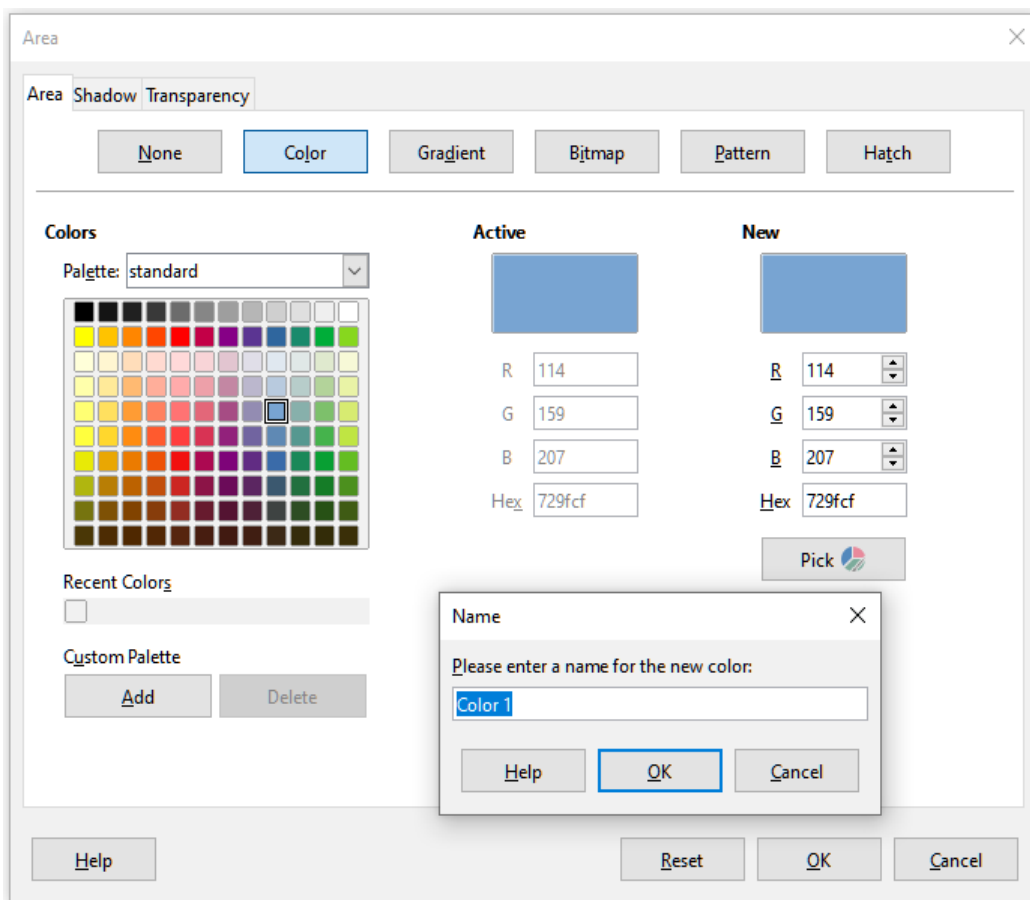 Area
Area Shadow Transparency
None Color Gradient Bitmap Pattern Hatch
Colors Active New
Palette: standard
R 114 R 114
G 159 G 159
B 207 B 207
Hex 729fcf Hex 729fcf
Pick
Recent Colors
Custom Palette
Add Delete
Name
Please enter a name for the new color:
Color 1
Help OK Cancel
Help Reset OK Cancel